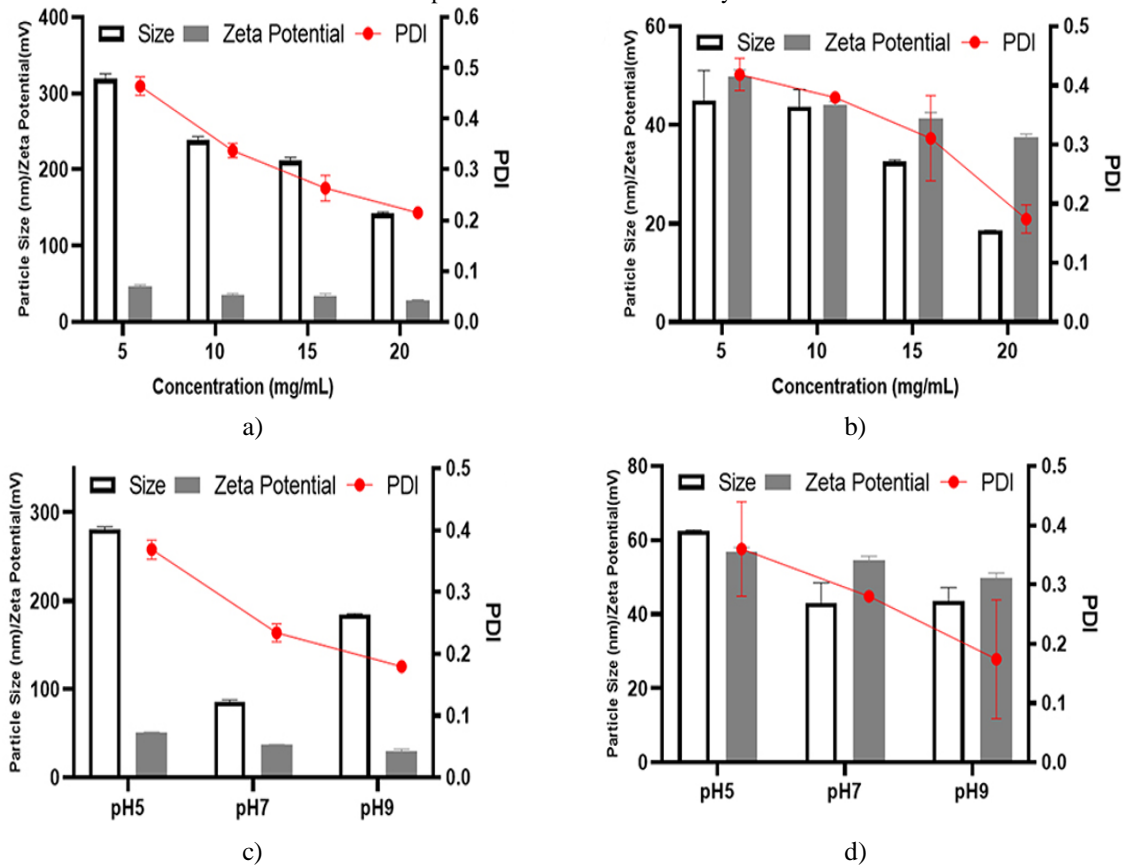 Size Zeta Potential PDI
Particle Size (nm)/Zeta Potential(mV)
400
300
200
100
0
5 10 15 20
Concentration (mg/mL)
0.6
0.5
0.4
0.3
0.2
0.1
0.0
PDI
a)
Size Zeta Potential PDI
Particle Size (nm)/Zeta Potential(mV)
60
40
20
0
5 10 15 20
Concentration (mg/mL)
0.5
0.4
0.3
0.2
0.1
0.0
PDI
b)
Size Zeta Potential PDI
Particle Size (nm)/Zeta Potential(mV)
300
200
100
0
pH5 pH7 pH9
0.5
0.4
0.3
0.2
0.1
0.0
PDI
c)
Size Zeta Potential PDI
Particle Size (nm)/Zeta Potential(mV)
80
60
40
20
0
pH5 pH7 pH9
0.5
0.4
0.3
0.2
0.1
0.0
PDI
d)